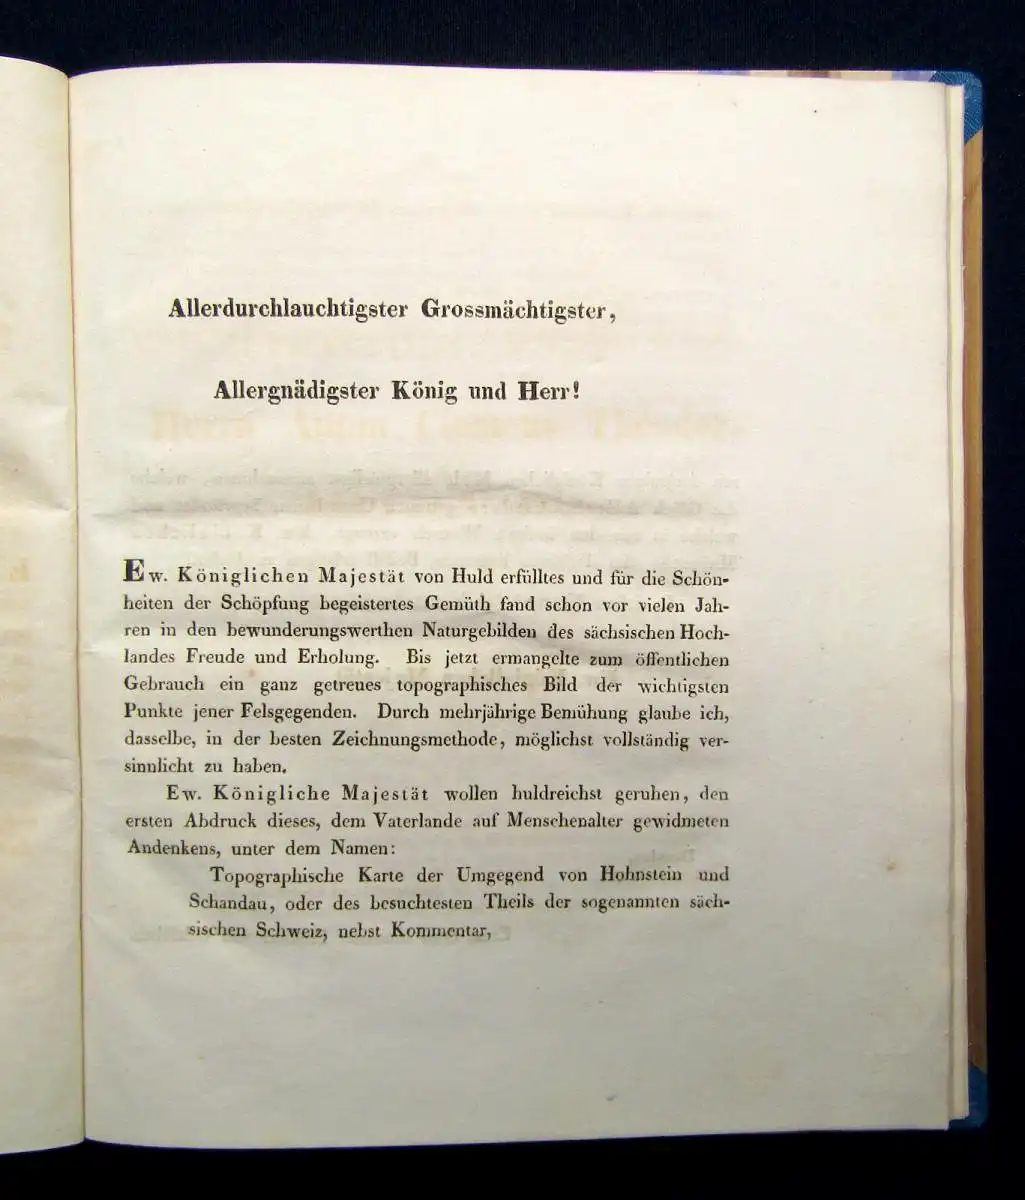 Allerdurchlauchtigster Grossmächtigster,
Allergnädigster König und Herr!
Ew. Königlichen Majestät von Huld erfülltes und für die Schön-
heiten der Schöpfung begeistertes Gemüth fand schon vor vielen Jah-
ren in den bewunderungswerthen Naturgebilden des sächsischen Hoch-
landes Freude und Erholung. Bis jetzt ermangelte zum öffentlichen
Gebrauch ein ganz getreues topographisches Bild der wichtigsten
Punkte jener Felsgegenden. Durch mehrjährige Bemühung glaube ich,
dasselbe, in der besten Zeichnungsmethode, möglichst vollständig ver-
sinnlicht zu haben.
Ew. Königliche Majestät wollen huldreichst geruhen, den
ersten Abdruck dieses, dem Vaterlande auf Menschenalter gewidmeten
Andenkens, unter dem Namen:
Topographische Karte der Umgegend von Hohnstein und
Schandau, oder des besuchtesten Theils der sogenannten säch-
sischen Schweiz, nebst Kommentar,